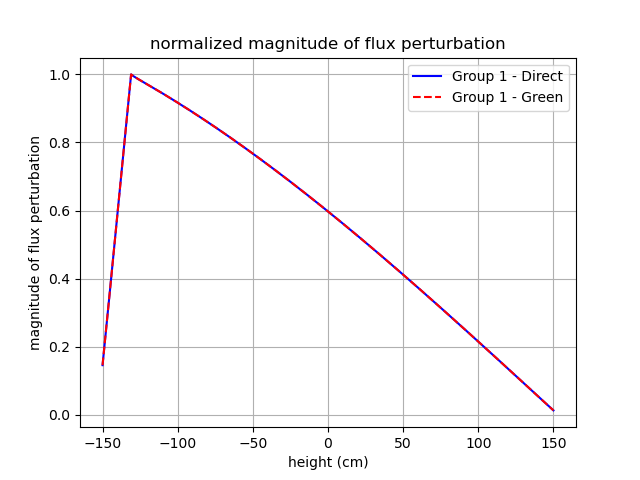 normalized magnitude of flux perturbation
Group 1 - Direct
Group 1 - Green
magnitude of flux perturbation
1.0
0.8
0.6
0.4
0.2
0.0
−150 −100 −50 0 50 100 150
height (cm)